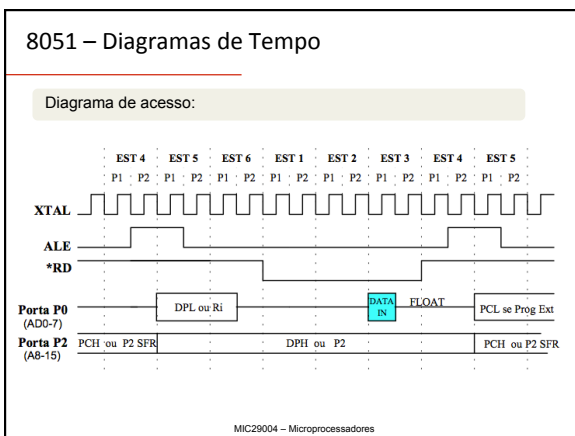 8051 – Diagramas de Tempo
Diagrama de acesso:
EST 4 EST 5 EST 6 EST 1 EST 2 EST 3 EST 4 EST 5
P1 P2 P1 P2 P1 P2 P1 P2 P1 P2 P1 P2 P1 P2 P1 P2
XTAL
ALE
*RD
Porta P0 DPL ou Ri DATA IN FLOAT PCL se Prog Ext
(AD0-7)
Porta P2 PCH ou P2 SFR DPH ou P2 PCH ou P2 SFR
(A8-15)
MIC29004 – Microprocessadores